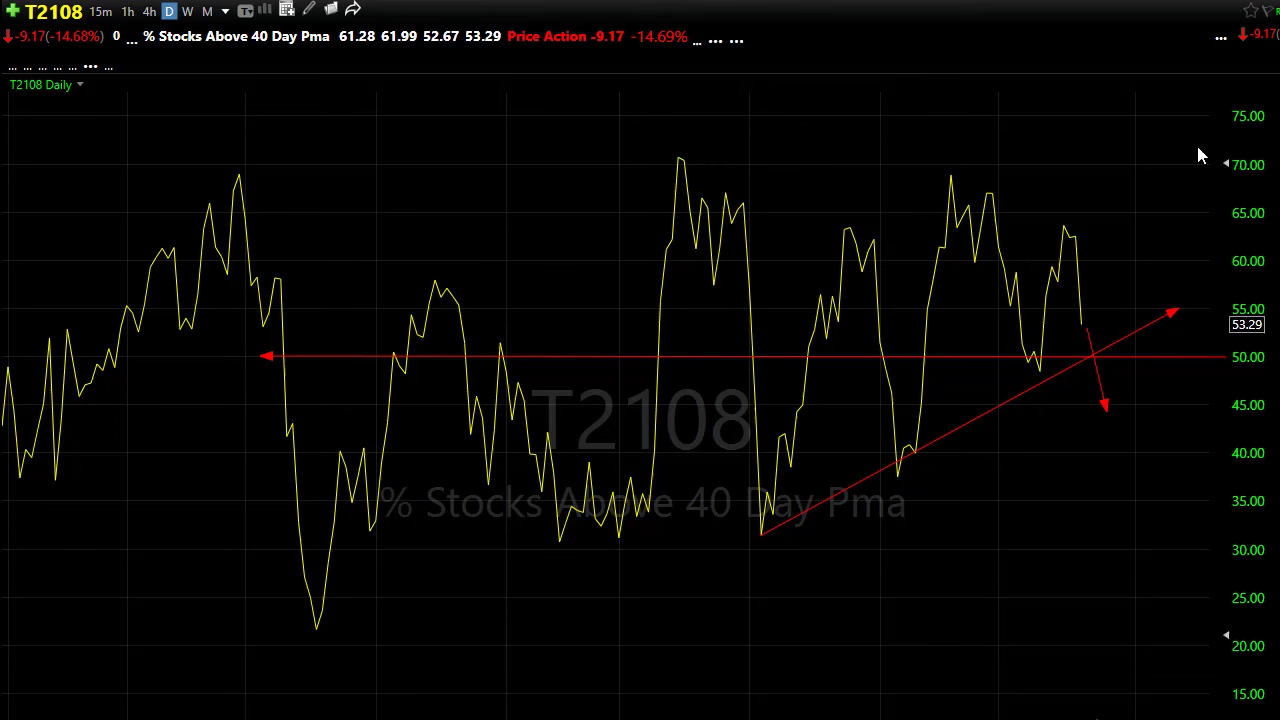 T2108 15m 1h 4h D W M
-9.17(-14.68%) 0 ... % Stocks Above 40 Day Pma 61.28 61.99 52.67 53.29 Price Action -9.17 -14.69% ... ... ... ... -9.17(
... ... ... ... ... ... ...
T2108 Daily
75.00
70.00
65.00
60.00
55.00
53.29
50.00
45.00
T2108
40.00
35.00
% Stocks Above 40 Day Pma
30.00
25.00
20.00
15.00